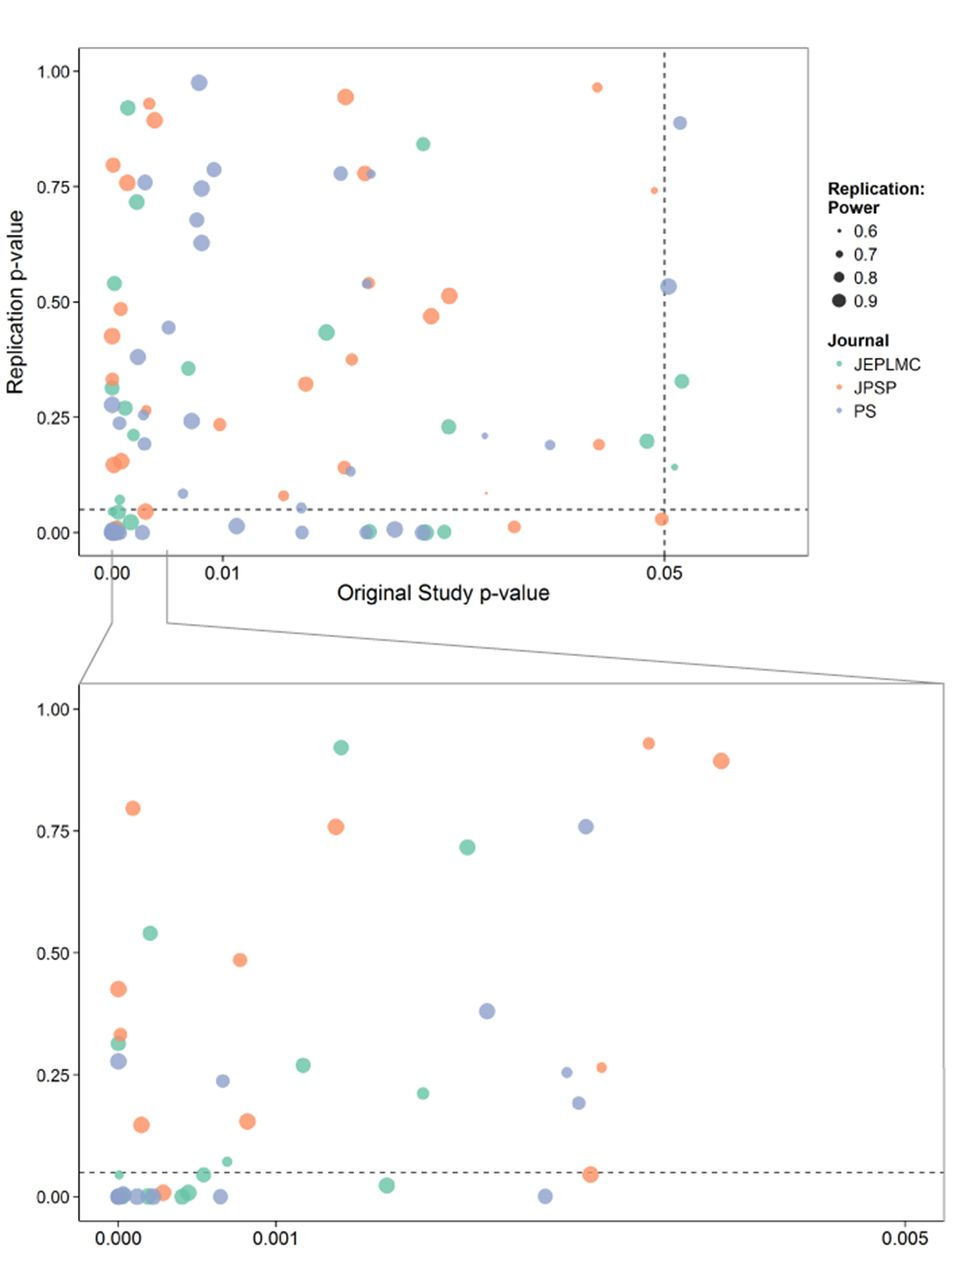 1.00
0.75
0.50
0.25
0.00
Replication p-value
0.00
0.01
0.05
Original Study p-value
Replication:
Power
0.6
0.7
0.8
0.9
Journal
JEPLMC
JPSP
PS
1.00
0.75
0.50
0.25
0.00
0.000
0.001
0.005